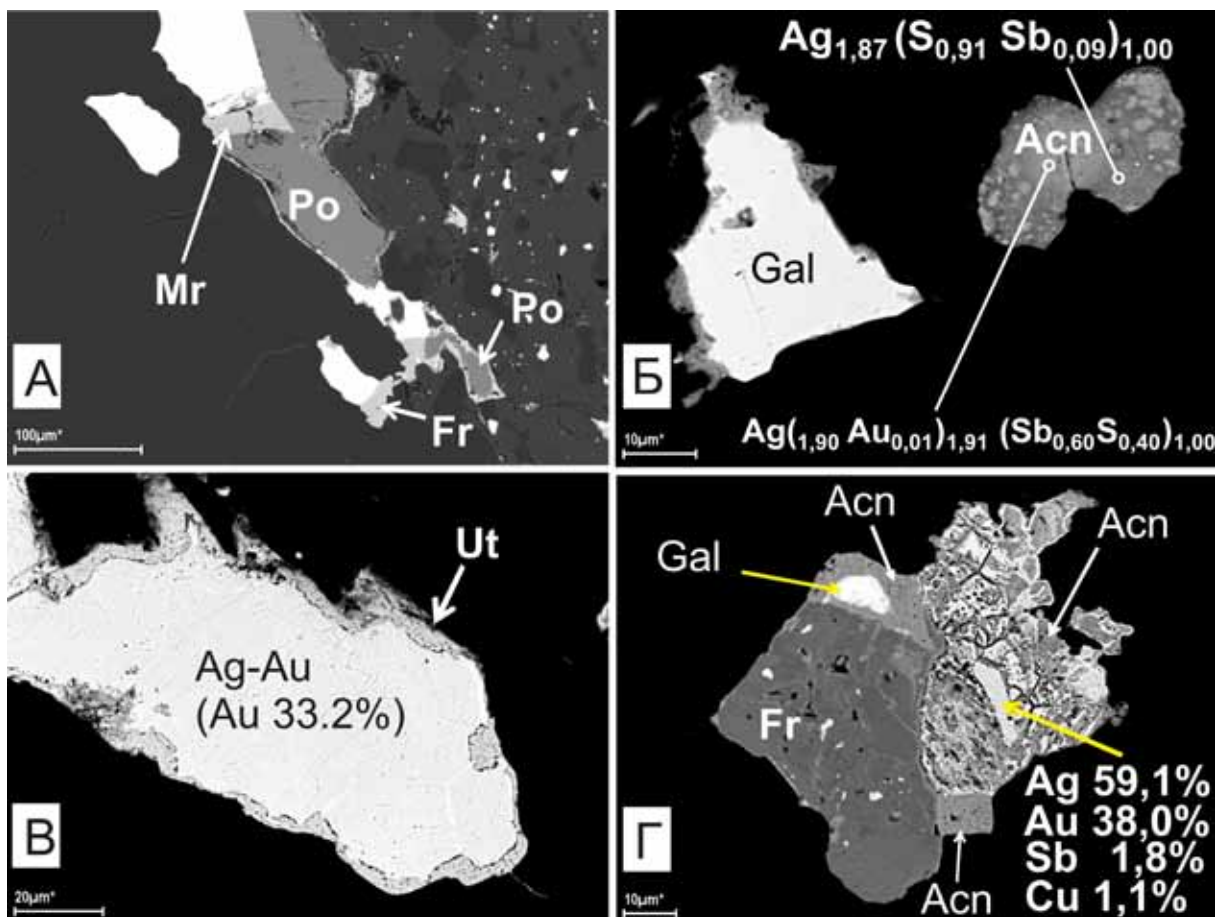 Po
Mr
Po
Fr
А
100µm*
Ag1,87 (S0,91 Sb0,09)1,00
Acn
Gal
Б
Ag(1,90 Au0,01)1,91 (Sb0,60S0,40)1,00
10µm*
Ut
Ag-Au
(Au 33.2%)
В
20µm*
Acn
Acn
Gal
Fr
Ag 59,1%
Au 38,0%
Sb 1,8%
Cu 1,1%
Г
Acn
10µm*